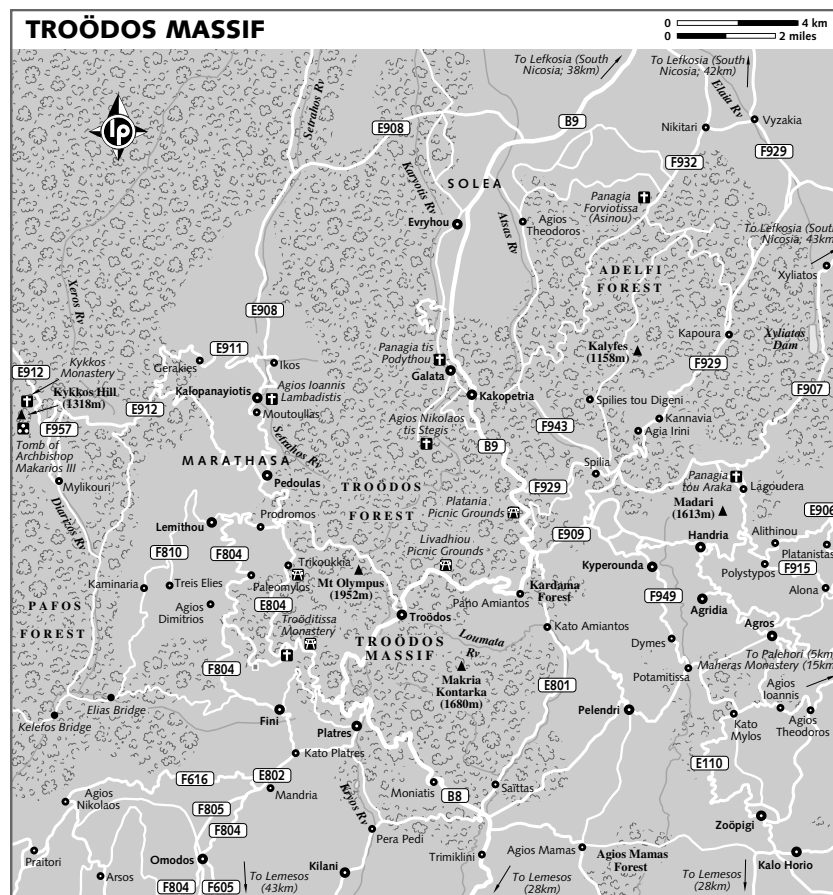 TROÖDOS MASSIF
0 4 km
0 2 miles
To Lefkosia (South
Nicosia; 38km)
To Lefkosia (South
Nicosia; 42km)
lp
Setrahos Rv
Elaia Rv
E908
B9
Nikitari
Vyzakia
F932
F929
Karyotis Rv
SOLEA
Panagia
Forviotissa
(Asinou)
Evryhou
Atsas Rv
Agios
Theodoros
To Lefkosia (South
Nicosia; 43km)
Xyliatos
ADELFI
FOREST
Xeros Rv
E908
Kapoura
Xyliatos
Dam
Panagia tis
Podythou
Kalyfes
(1158m)
F929
E911
Gerakies
Ikos
Kykkos
Monastery
E912
Galata
F907
Kykkos Hill
(1318m)
Kalopanayiotis
Agios Ioannis
Lambadistis
Kakopetria
Spilies tou Digeni
E912
Moutoullas
Agios Nikolaos
tis Stegis
Kannavia
F957
F943
Agia Irini
Tomb of
Archbishop
Makarios III
Setrahos Rv
B9
MARATHASA
Spilia
Panagia
tou Araka
Mylikouri
Pedoulas
TROÖDOS
FOREST
F929
Lagoudera
Diarizos Rv
Platania
Picnic Grounds
Madari
(1613m)
E906
Lemithou
Prodromos
E909
Alithinou
F810
F804
Livadhiou
Picnic Grounds
Handria
Platanistasa
Trikoukkia
Kyperounda
Polystypos
F915
Kaminaria
Treis Elies
Paleomylos
Mt Olympus
(1952m)
Kardama
Forest
F949
Alona
PAFOS
FOREST
Agios
Dimitrios
E804
Pano Amiantos
Agridia
Troöditissa
Monastery
Troödos
Kato Amiantos
Agros
TROÖDOS
MASSIF
Loumata
Rv
Dymes
To Palehori (5km)
Maheras Monastery (15km)
F804
Makria
Kontarka
(1680m)
Potamitissa
E801
Agios
Ioannis
Elias Bridge
Fini
Pelendri
Kato
Mylos
Agios
Theodoros
Kelefos Bridge
Platres
Kato Platres
E110
F616
E802
Moniatis
Saïttas
Agios
Nikolaos
Mandria
B8
F805
Kryos Rv
F804
Zoöpigi
Pera Pedi
Praitori
Omodos
Trimiklini
Agios Mamas
Agios Mamas
Forest
Kalo Horio
Arsos
To Lemesos
(43km)
Kilani
To Lemesos
(28km)
To Lemesos
(28km)
F804
F605